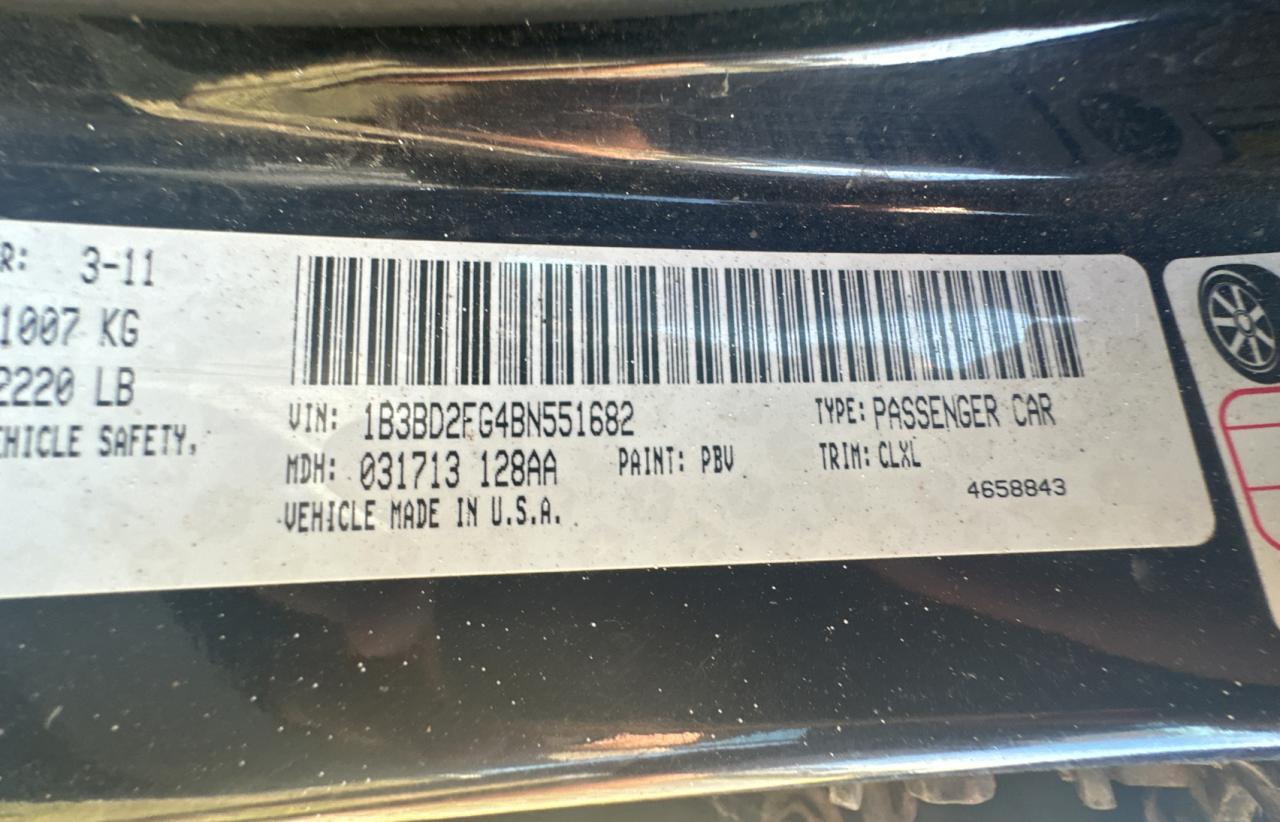 R: 3-11
1007 KG
2220 LB
EHICLE SAFETY,
VIN: 1B3BD2FG4BN551682
TYPE: PASSENGER CAR
MDH: 031713 128AA
PAINT: PBV
TRIM: CLXL
VEHICLE MADE IN U.S.A.
4658843